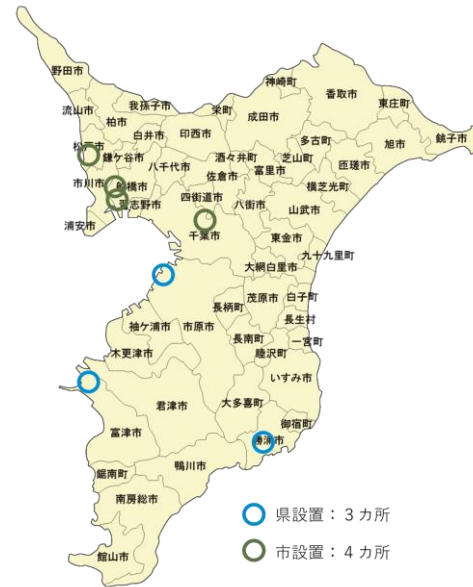 野田市
流山市
柏市
我孫子市
栄町
神崎町
香取市
東庄町
銚子市
旭市
匝瑳市
多古町
成田市
印西市
白井市
松戸市
鎌ケ谷市
八千代市
酒々井町
芝山町
富里市
佐倉市
横芝光町
市川市
船橋市
四街道市
八街市
山武市
浦安市
習志野市
千葉市
東金市
九十九里町
大網白里市
白子町
茂原市
長柄町
長生村
袖ケ浦市
市原市
長南町
一宮町
睦沢町
木更津市
いすみ市
君津市
大多喜町
御宿町
富津市
勝浦市
鴨川市
鋸南町
南房総市
館山市
県設置：３カ所
市設置：４カ所